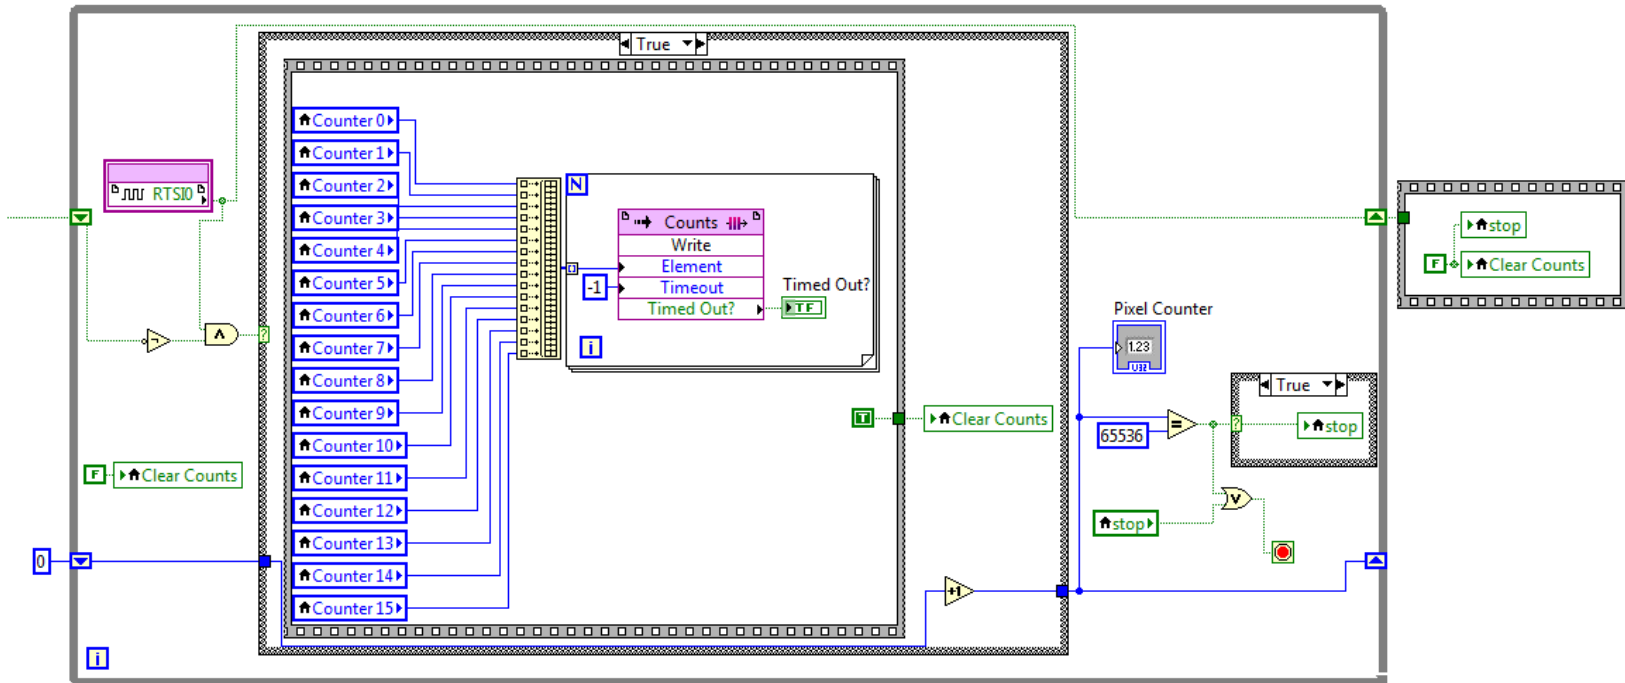 True
Counter 0
Counter 1
RTSI0
Counter 2
Counter 3
Counter 4
Counter 5
Counter 6
Counter 7
Counter 8
Counter 9
Counter 10
Counter 11
Counter 12
Counter 13
Counter 14
Counter 15
N
Counts
Write
Element
Timeout
Timed Out?
-1
i
Timed Out?
TF
T
Clear Counts
F
Clear Counts
0
i
+1
Pixel Counter
1.23
U32
65536
=
True
stop
stop
V
stop
F
Clear Counts
?
?
Λ
¬